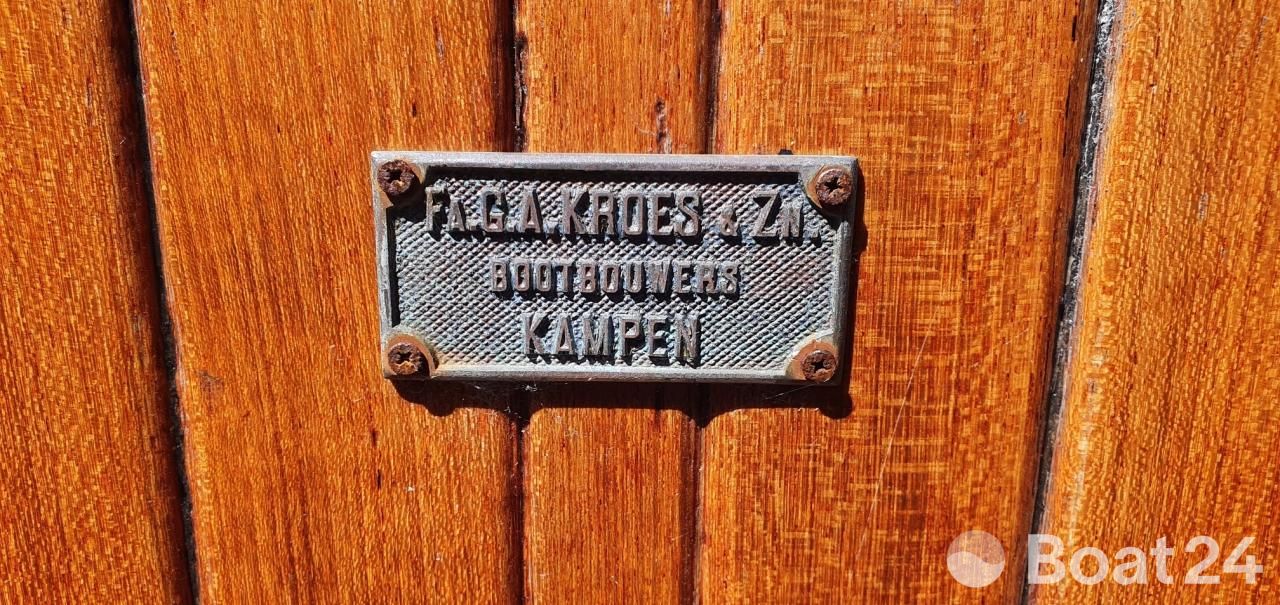 FA. G.A. KROES & ZN.
BOOTBOUWERS
KAMPEN
Boat24